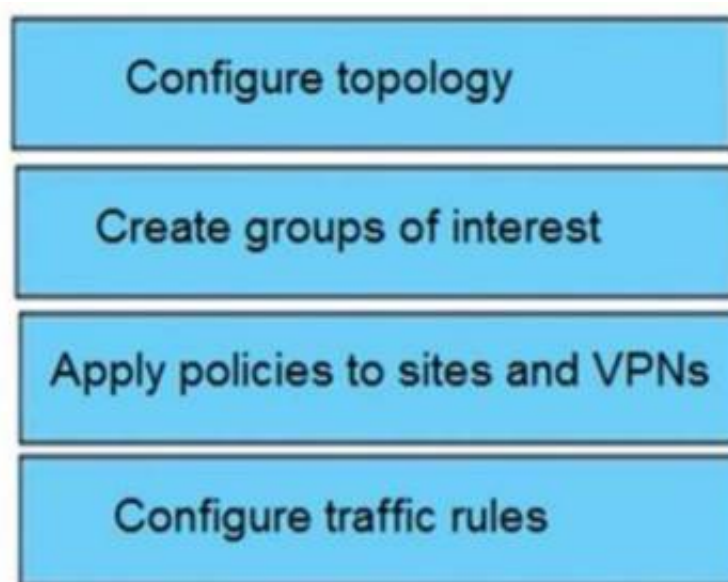 Configure topology
Create groups of interest
Apply policies to sites and VPNs
Configure traffic rules